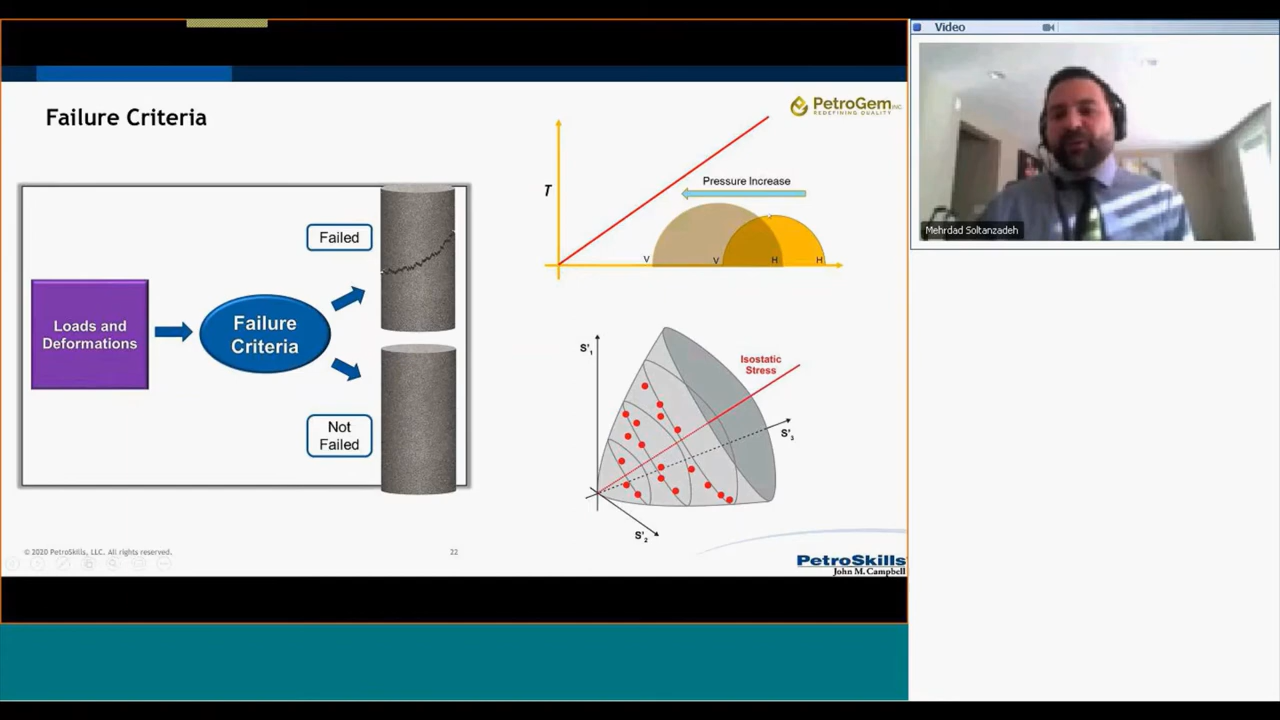 Failure Criteria
PetroGem INC.
REDEFINING QUALITY
Failed
Loads and
Deformations
Failure
Criteria
Not
Failed
T
Pressure Increase
V
V
H
H
S'1
Isostatic
Stress
S'3
S'2
© 2020 PetroSkills, LLC. All rights reserved.
22
PetroSkills
John M. Campbell
Video
Mehrdad Soltanzadeh